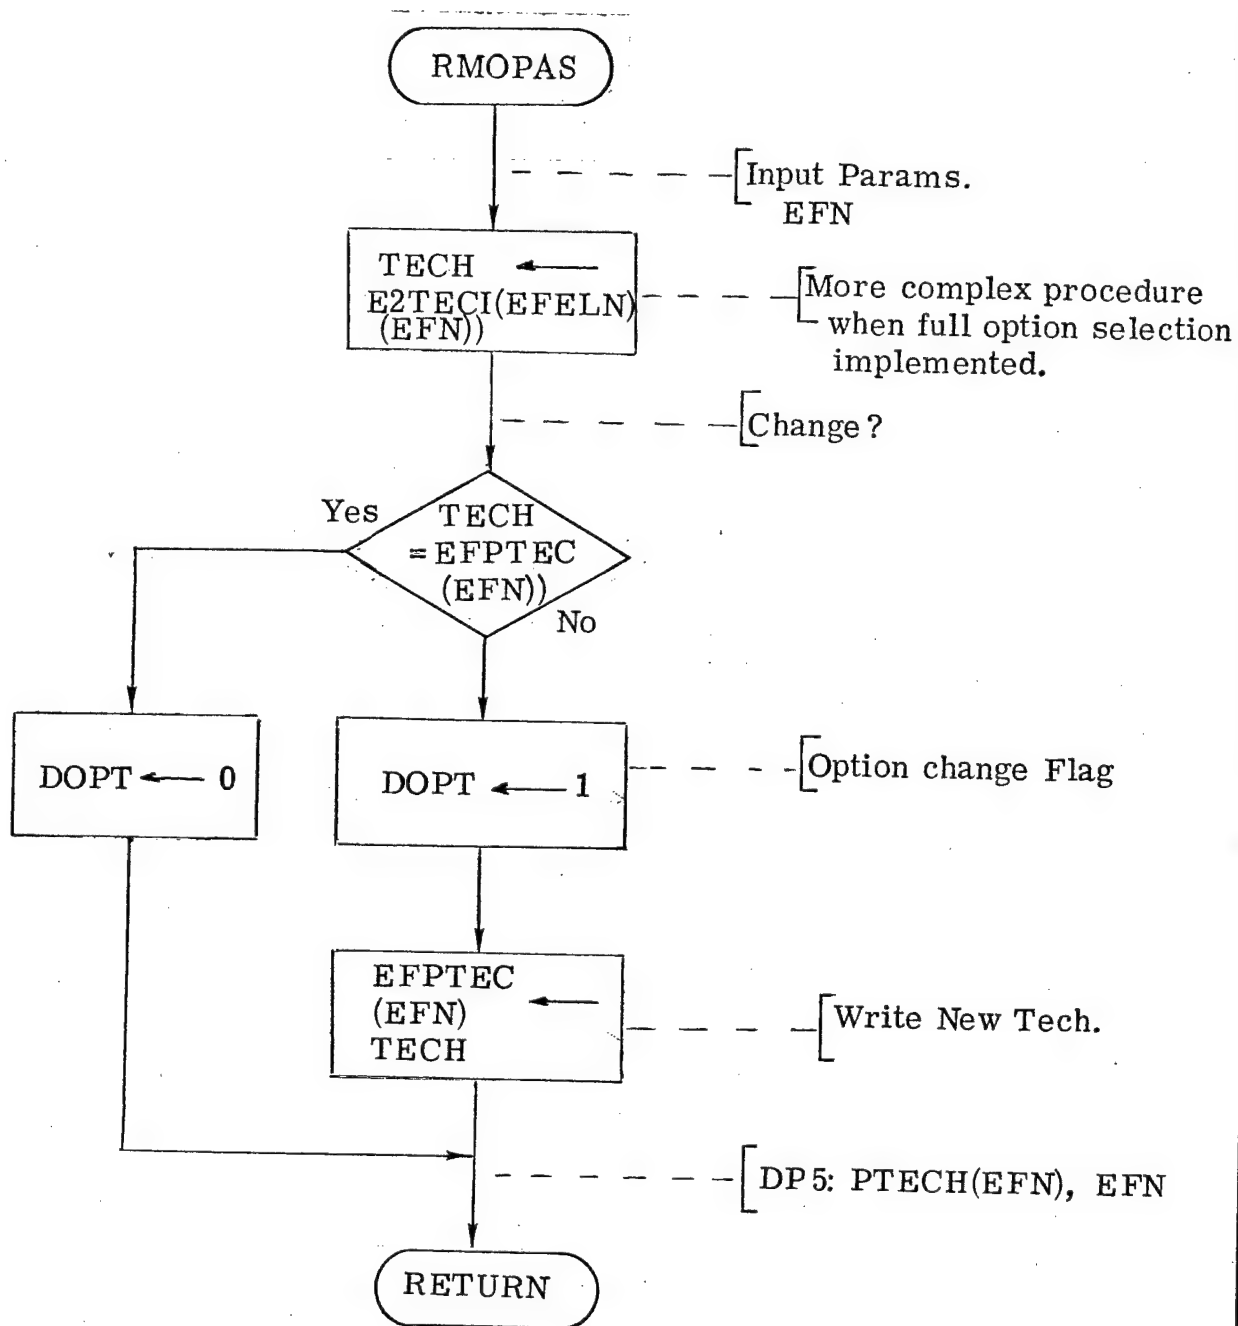 RMOPAS
Input Params.
EFN
TECH ←
E2TECI(EFELN)
(EFN))
More complex procedure
when full option selection
implemented.
Change?
Yes
TECH
=EFPTEC
(EFN))
No
DOPT ← 0
DOPT ← 1
Option change Flag
EFPTEC
(EFN) ←
TECH
Write New Tech.
DP5: PTECH(EFN), EFN
RETURN